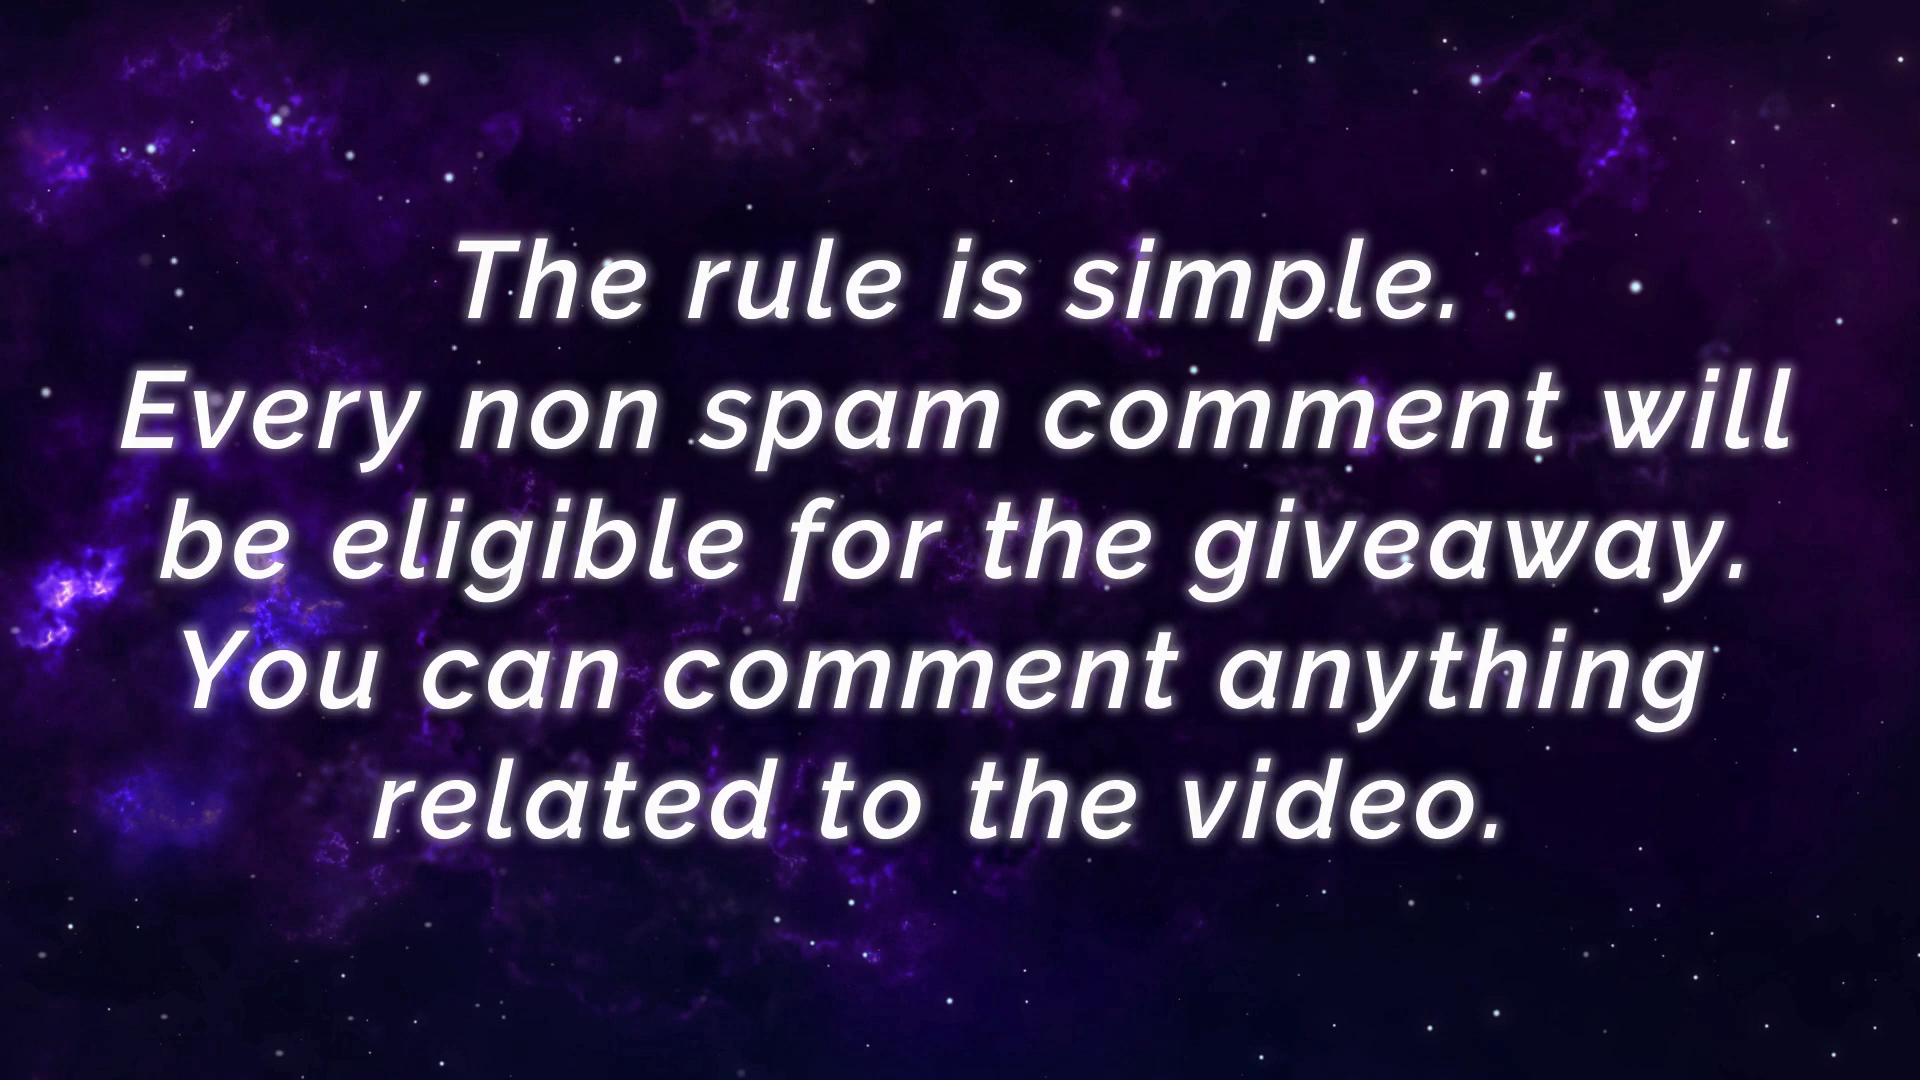 The rule is simple.
Every non spam comment will
be eligible for the giveaway.
You can comment anything
related to the video.